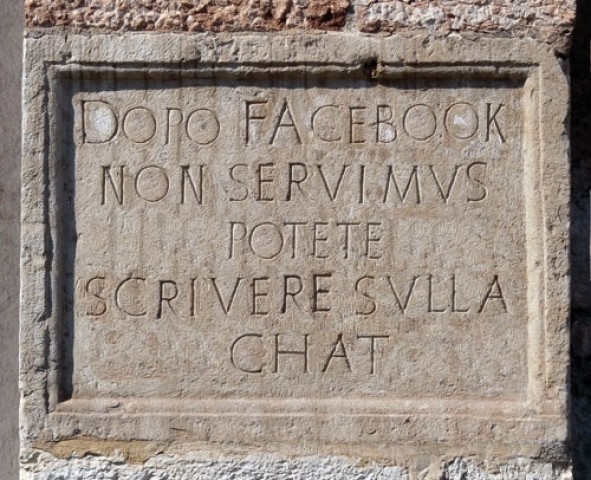 DOPO FACEBOOK
NON SERVIMVS
POTETE
SCRIVERE SVLLA
CHAT